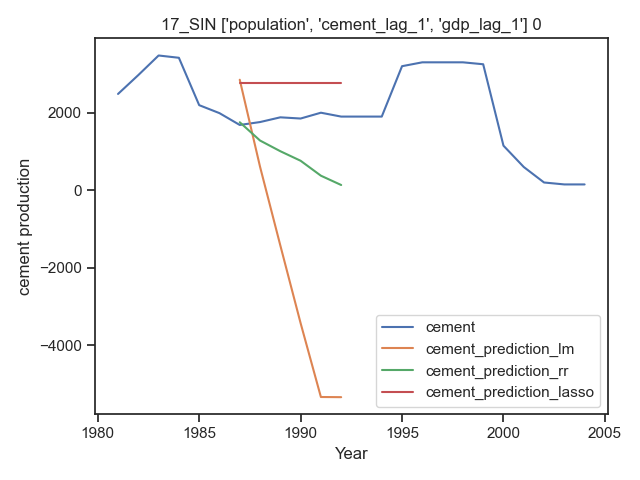 17_SIN ['population', 'cement_lag_1', 'gdp_lag_1'] 0
cement production
2000
0
−2000
−4000
1980
1985
1990
1995
2000
2005
Year
cement
cement_prediction_lm
cement_prediction_rr
cement_prediction_lasso